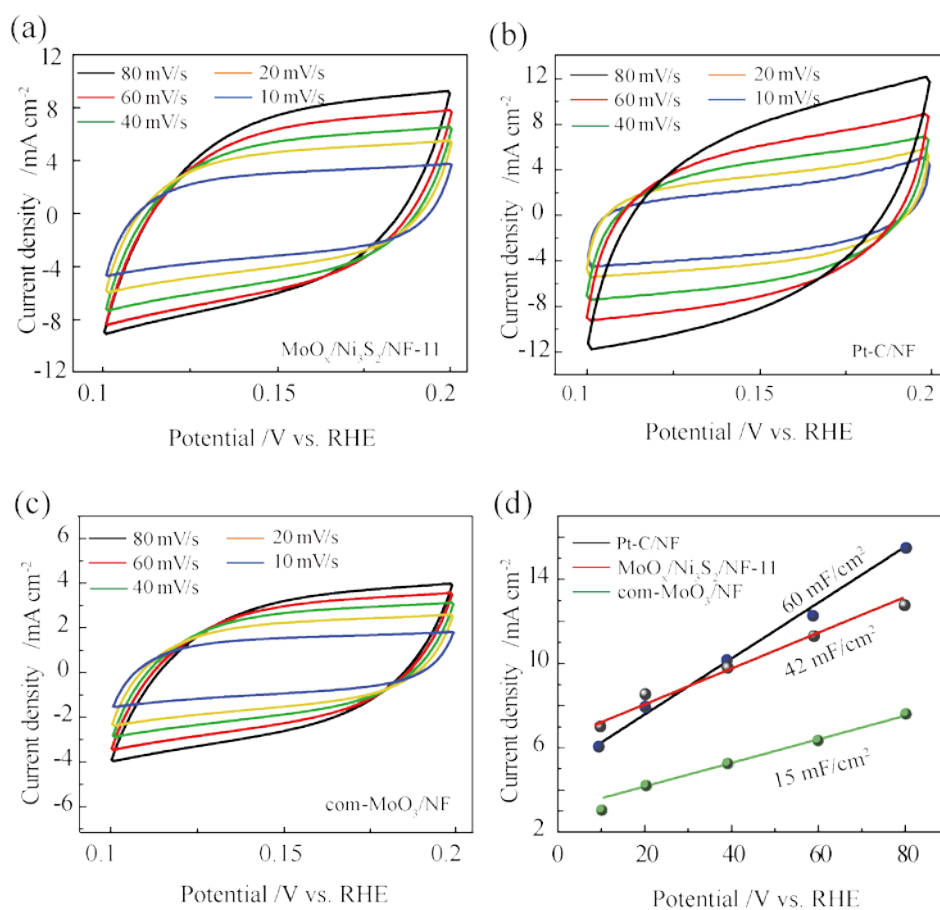 (a)
12
8
4
0
-4
-8
-12
Current density /mA cm⁻²
80 mV/s 20 mV/s
60 mV/s 10 mV/s
40 mV/s
MoOₓ/Ni₃S₂/NF-11
0.1 0.15 0.2
Potential /V vs. RHE
(b)
12
8
4
0
-4
-8
-12
Current density /mA cm⁻²
80 mV/s 20 mV/s
60 mV/s 10 mV/s
40 mV/s
Pt-C/NF
0.1 0.15 0.2
Potential /V vs. RHE
(c)
6
4
2
0
-2
-4
-6
Current density /mA cm⁻²
80 mV/s 20 mV/s
60 mV/s 10 mV/s
40 mV/s
com-MoO₃/NF
0.1 0.15 0.2
Potential /V vs. RHE
(d)
14
10
6
2
Current density /mA cm⁻²
Pt-C/NF
MoOₓ/Ni₃S₂/NF-11
com-MoO₃/NF
60 mF/cm²
42 mF/cm²
15 mF/cm²
0 20 40 60 80
Potential /V vs. RHE